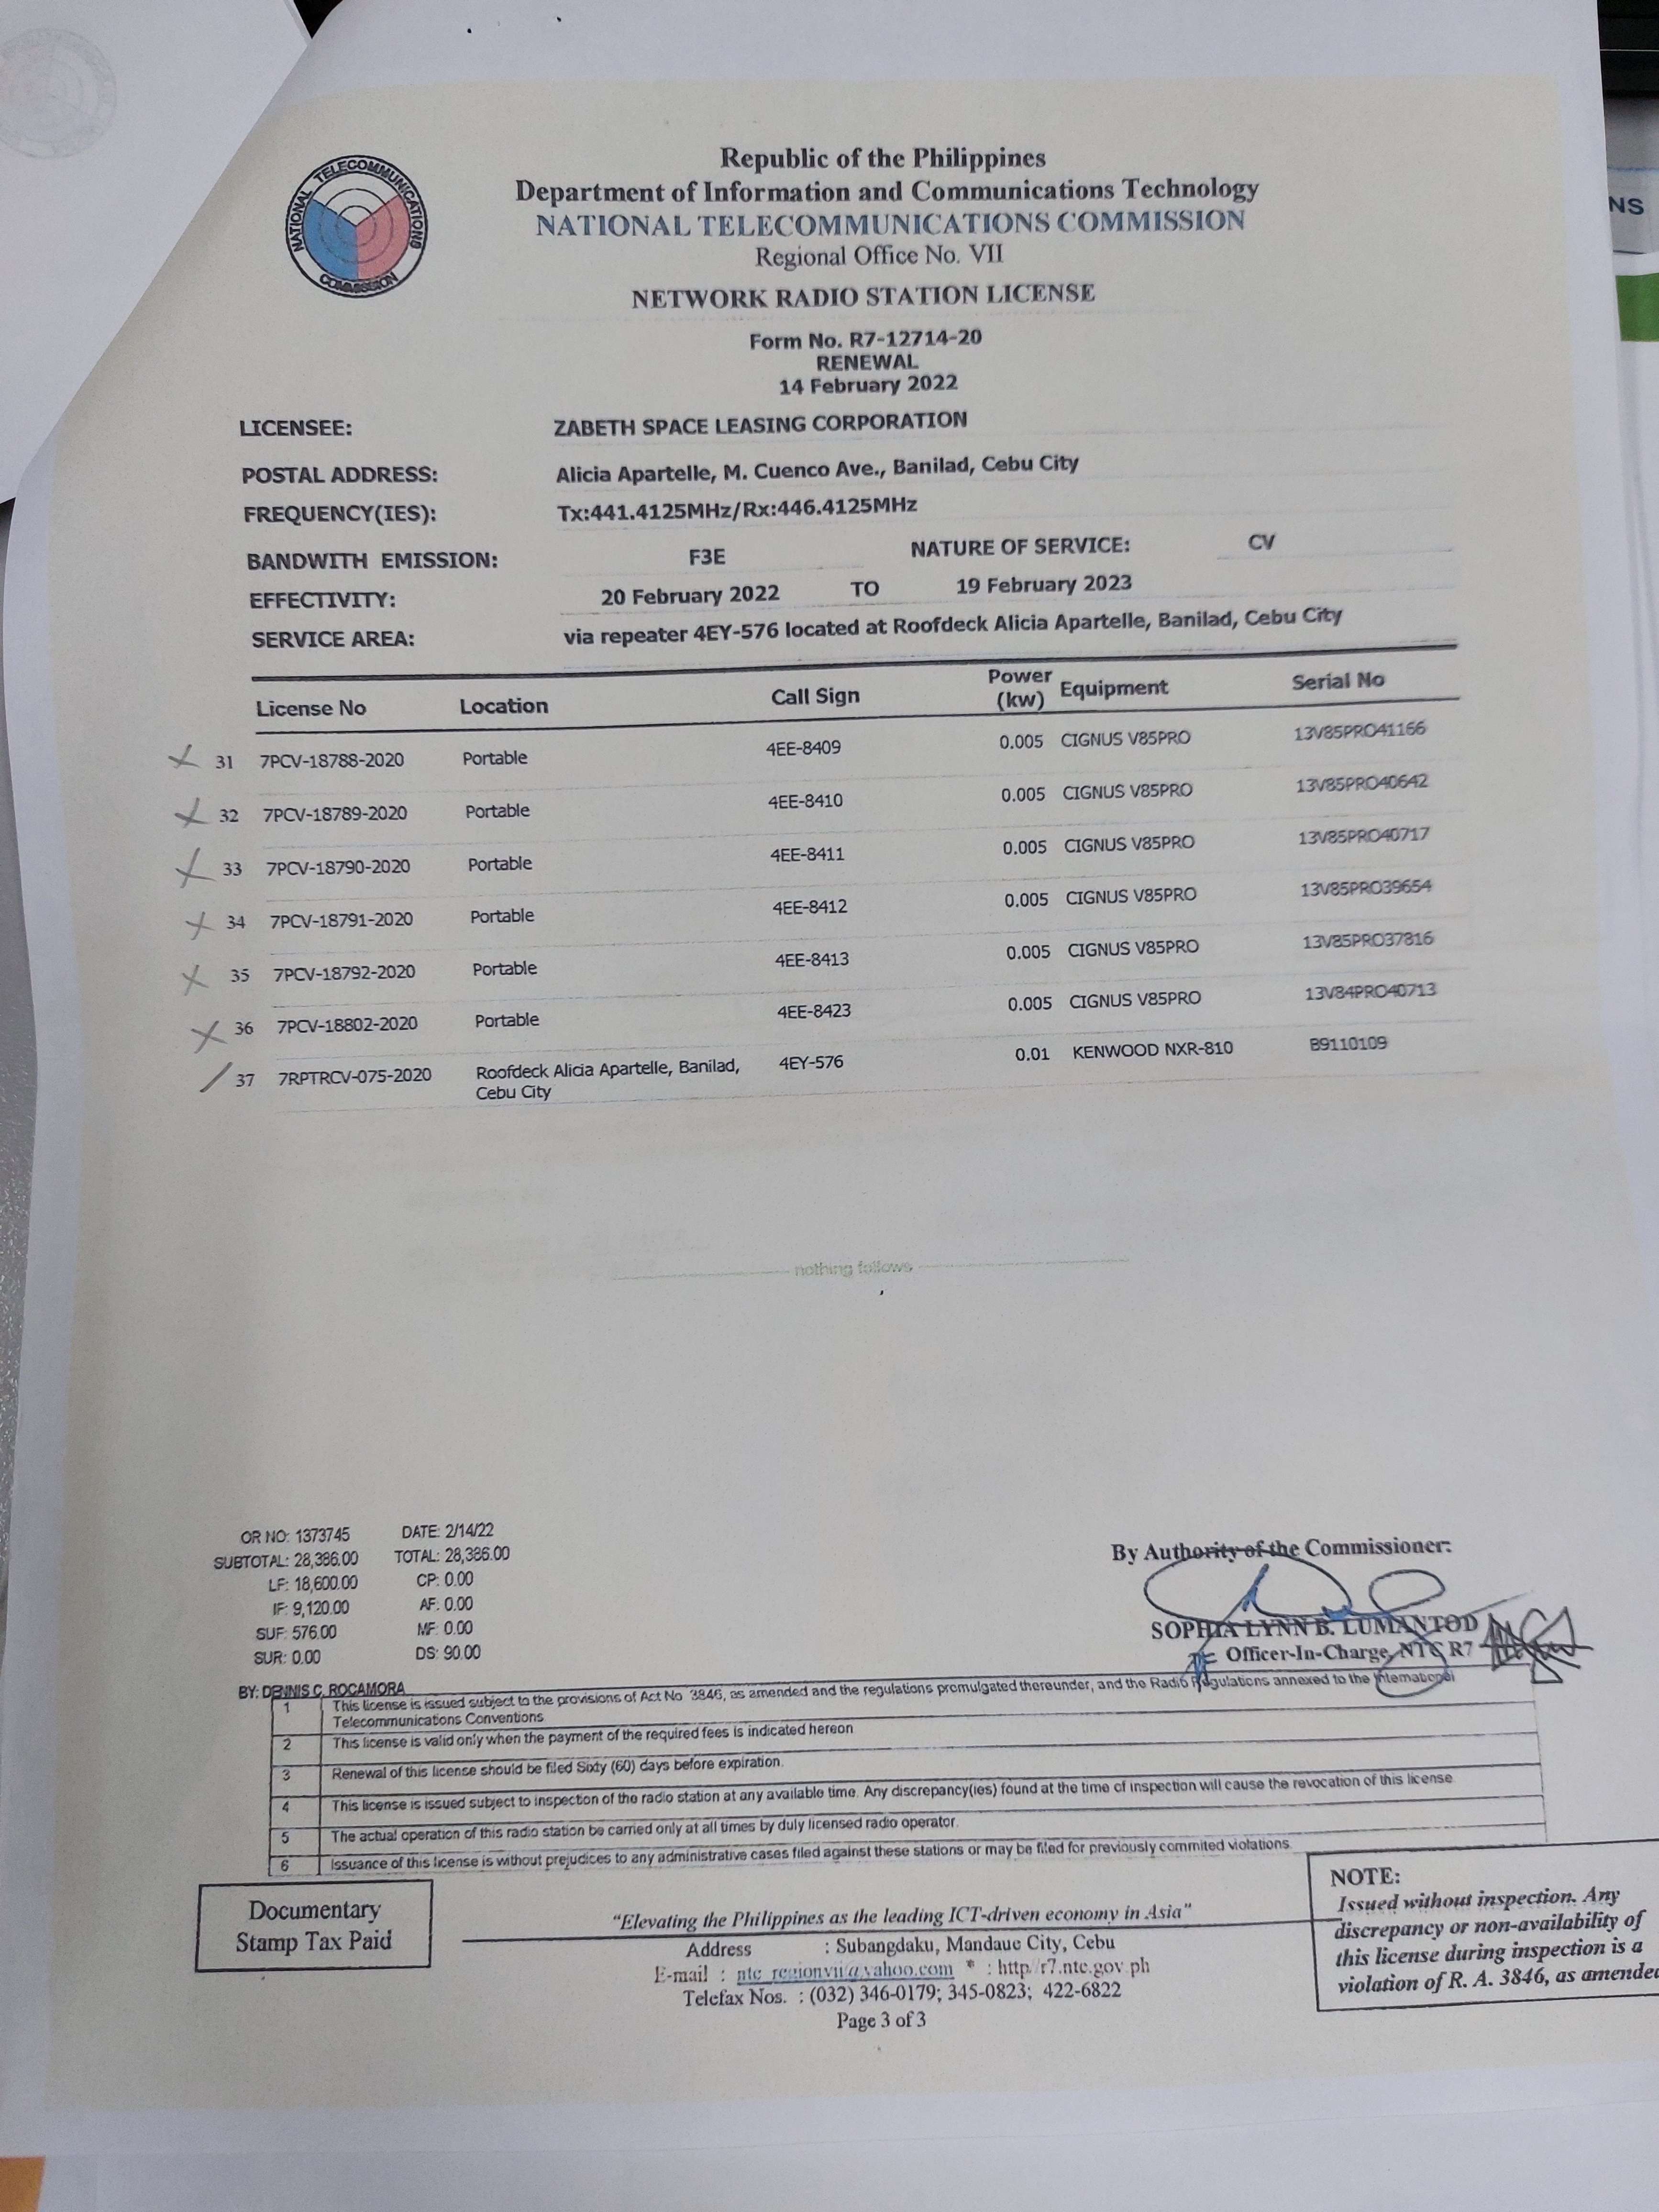 NS
NATIONAL TELECOMMUNICATIONS COMMISSION
Republic of the Philippines
Department of Information and Communications Technology
NATIONAL TELECOMMUNICATIONS COMMISSION
Regional Office No. VII
NETWORK RADIO STATION LICENSE
Form No. R7-12714-20
RENEWAL
14 February 2022
LICENSEE: ZABETH SPACE LEASING CORPORATION
POSTAL ADDRESS: Alicia Apartelle, M. Cuenco Ave., Banilad, Cebu City
FREQUENCY(IES): Tx:441.4125MHz/Rx:446.4125MHz
BANDWITH EMISSION: F3E NATURE OF SERVICE: CV
EFFECTIVITY: 20 February 2022 TO 19 February 2023
SERVICE AREA: via repeater 4EY-576 located at Roofdeck Alicia Apartelle, Banilad, Cebu City
License No Location Call Sign Power (kw) Equipment Serial No
31 7PCV-18788-2020 Portable 4EE-8409 0.005 CIGNUS V85PRO 13V85PRO41166
32 7PCV-18789-2020 Portable 4EE-8410 0.005 CIGNUS V85PRO 13V85PRO40642
33 7PCV-18790-2020 Portable 4EE-8411 0.005 CIGNUS V85PRO 13V85PRO40717
34 7PCV-18791-2020 Portable 4EE-8412 0.005 CIGNUS V85PRO 13V85PRO39654
35 7PCV-18792-2020 Portable 4EE-8413 0.005 CIGNUS V85PRO 13V85PRO37816
36 7PCV-18802-2020 Portable 4EE-8423 0.005 CIGNUS V85PRO 13V84PRO40713
37 7RPTRCV-075-2020 Roofdeck Alicia Apartelle, Banilad, 4EY-576 0.01 KENWOOD NXR-810 B9110109
Cebu City
nothing follows
OR NO: 1373745 DATE: 2/14/22
SUBTOTAL: 28,386.00 TOTAL: 28,386.00
LF: 18,600.00 CP: 0.00
IF: 9,120.00 AF: 0.00
SUF: 576.00 MF: 0.00
SUR: 0.00 DS: 90.00
BY: DENNIS C. ROCAMORA
By Authority of the Commissioner:
SOPHIA LYNN B. LUMANTOD
Officer-In-Charge, NTC R7
1 This license is issued subject to the provisions of Act No. 3846, as amended and the regulations promulgated thereunder, and the Radio Regulations annexed to the International
Telecommunications Conventions
2 This license is valid only when the payment of the required fees is indicated hereon
3 Renewal of this license should be filed Sixty (60) days before expiration.
4 This license is issued subject to inspection of the radio station at any available time. Any discrepancy(ies) found at the time of inspection will cause the revocation of this license
5 The actual operation of this radio station be carried only at all times by duly licensed radio operator.
6 Issuance of this license is without prejudices to any administrative cases filed against these stations or may be filed for previously commited violations.
Documentary
Stamp Tax Paid
"Elevating the Philippines as the leading ICT-driven economy in Asia"
Address : Subangdaku, Mandaue City, Cebu
E-mail : ntc_regionvii@yahoo.com * : http//r7.ntc.gov.ph
Telefax Nos. : (032) 346-0179; 345-0823; 422-6822
Page 3 of 3
NOTE:
Issued without inspection. Any
discrepancy or non-availability of
this license during inspection is a
violation of R. A. 3846, as amended